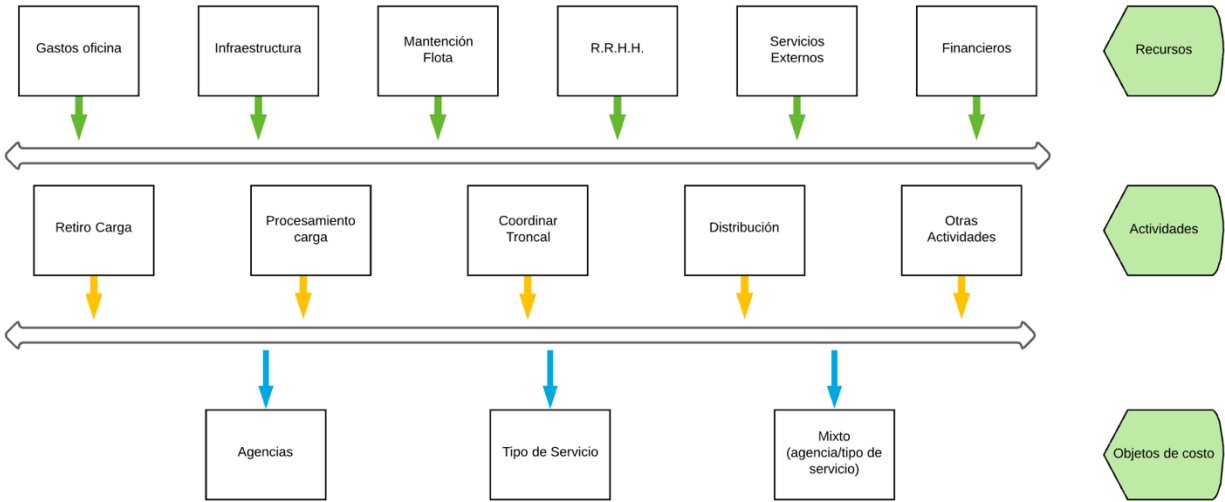 Gastos oficina
Infraestructura
Mantención
Flota
R.R.H.H.
Servicios
Externos
Financieros
Recursos
Retiro Carga
Procesamiento
carga
Coordinar
Troncal
Distribución
Otras
Actividades
Actividades
Agencias
Tipo de Servicio
Mixto
(agencia/tipo de
servicio)
Objetos de costo